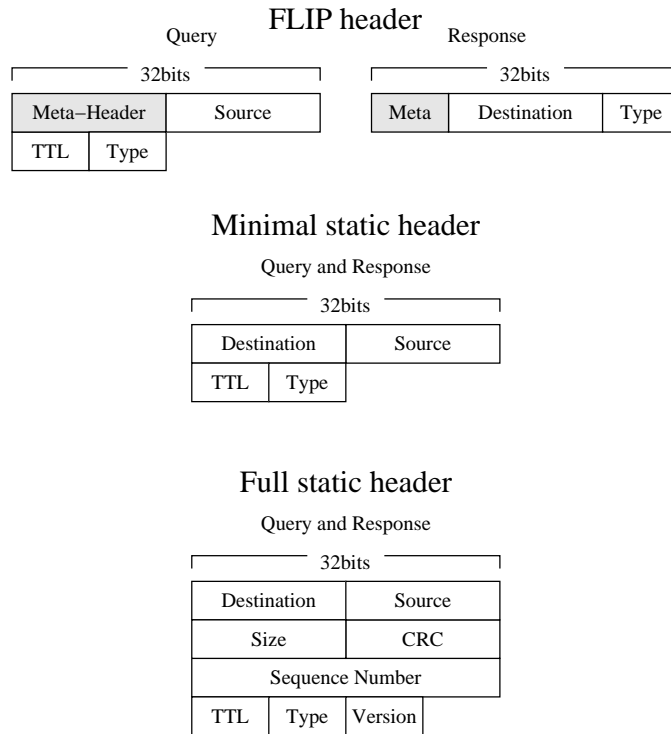 FLIP header
Query Response
32bits 32bits
Meta−Header Source Meta Destination Type
TTL Type
Minimal static header
Query and Response
32bits
Destination Source
TTL Type
Full static header
Query and Response
32bits
Destination Source
Size CRC
Sequence Number
TTL Type Version